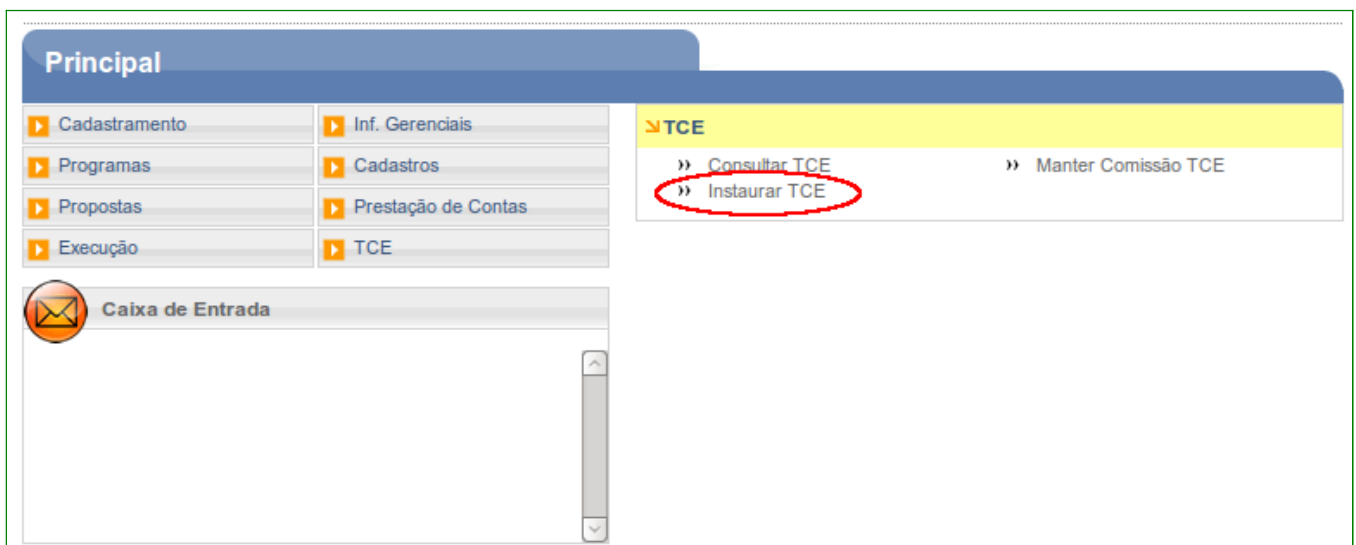 Principal
Cadastramento
Inf. Gerenciais
Programas
Cadastros
Propostas
Prestação de Contas
Execução
TCE
TCE
Consultar TCE
Manter Comissão TCE
Instaurar TCE
Caixa de Entrada